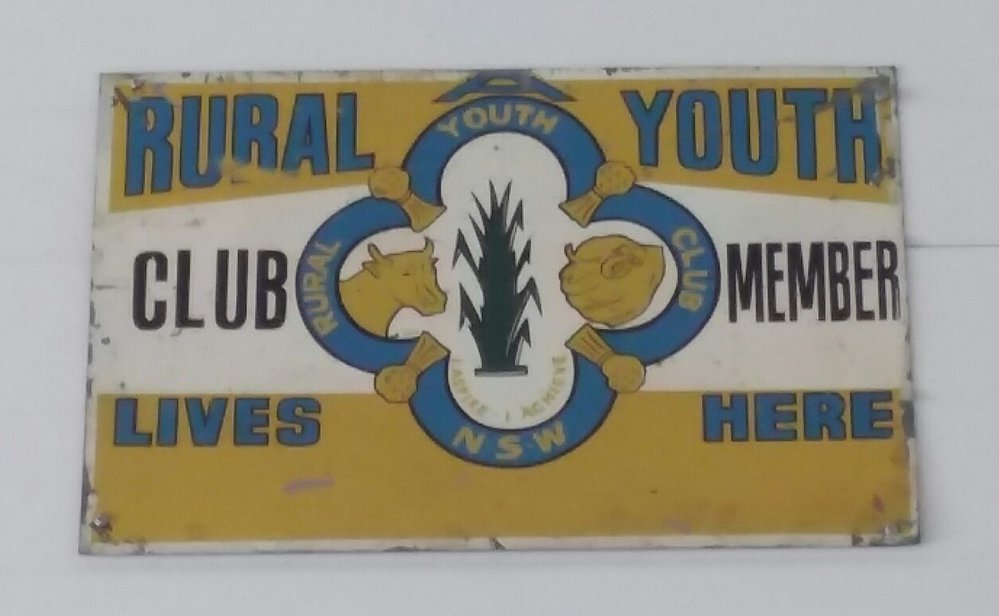 RURAL YOUTH
CLUB MEMBER
LIVES HERE
YOUTH
RURAL
CLUB
I ASPIRE I ACHIEVE
NSW